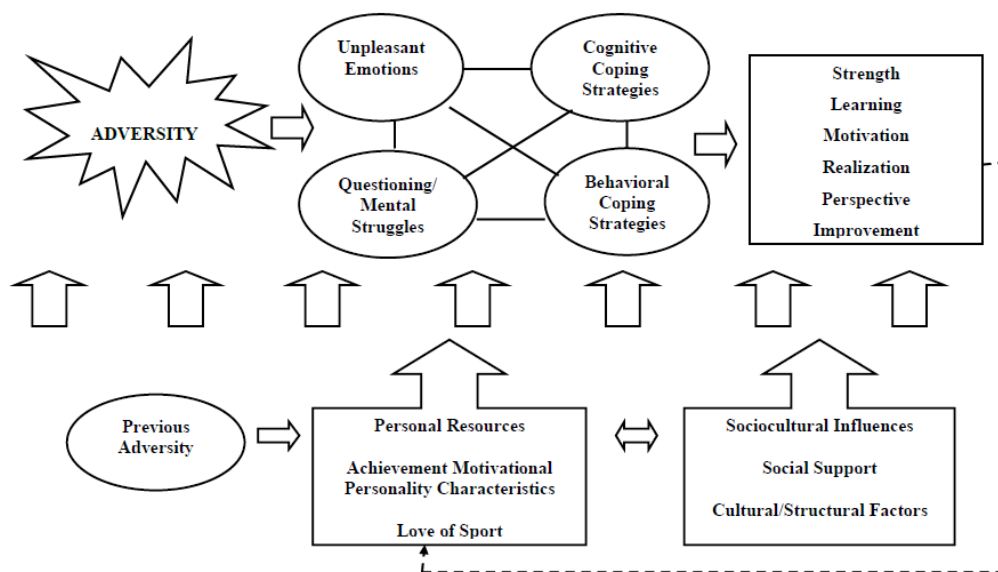 ADVERSITY
Unpleasant
Emotions
Cognitive
Coping
Strategies
Questioning/
Mental
Struggles
Behavioral
Coping
Strategies
Strength
Learning
Motivation
Realization
Perspective
Improvement
Previous
Adversity
Personal Resources
Achievement Motivational
Personality Characteristics
Love of Sport
Sociocultural Influences
Social Support
Cultural/Structural Factors